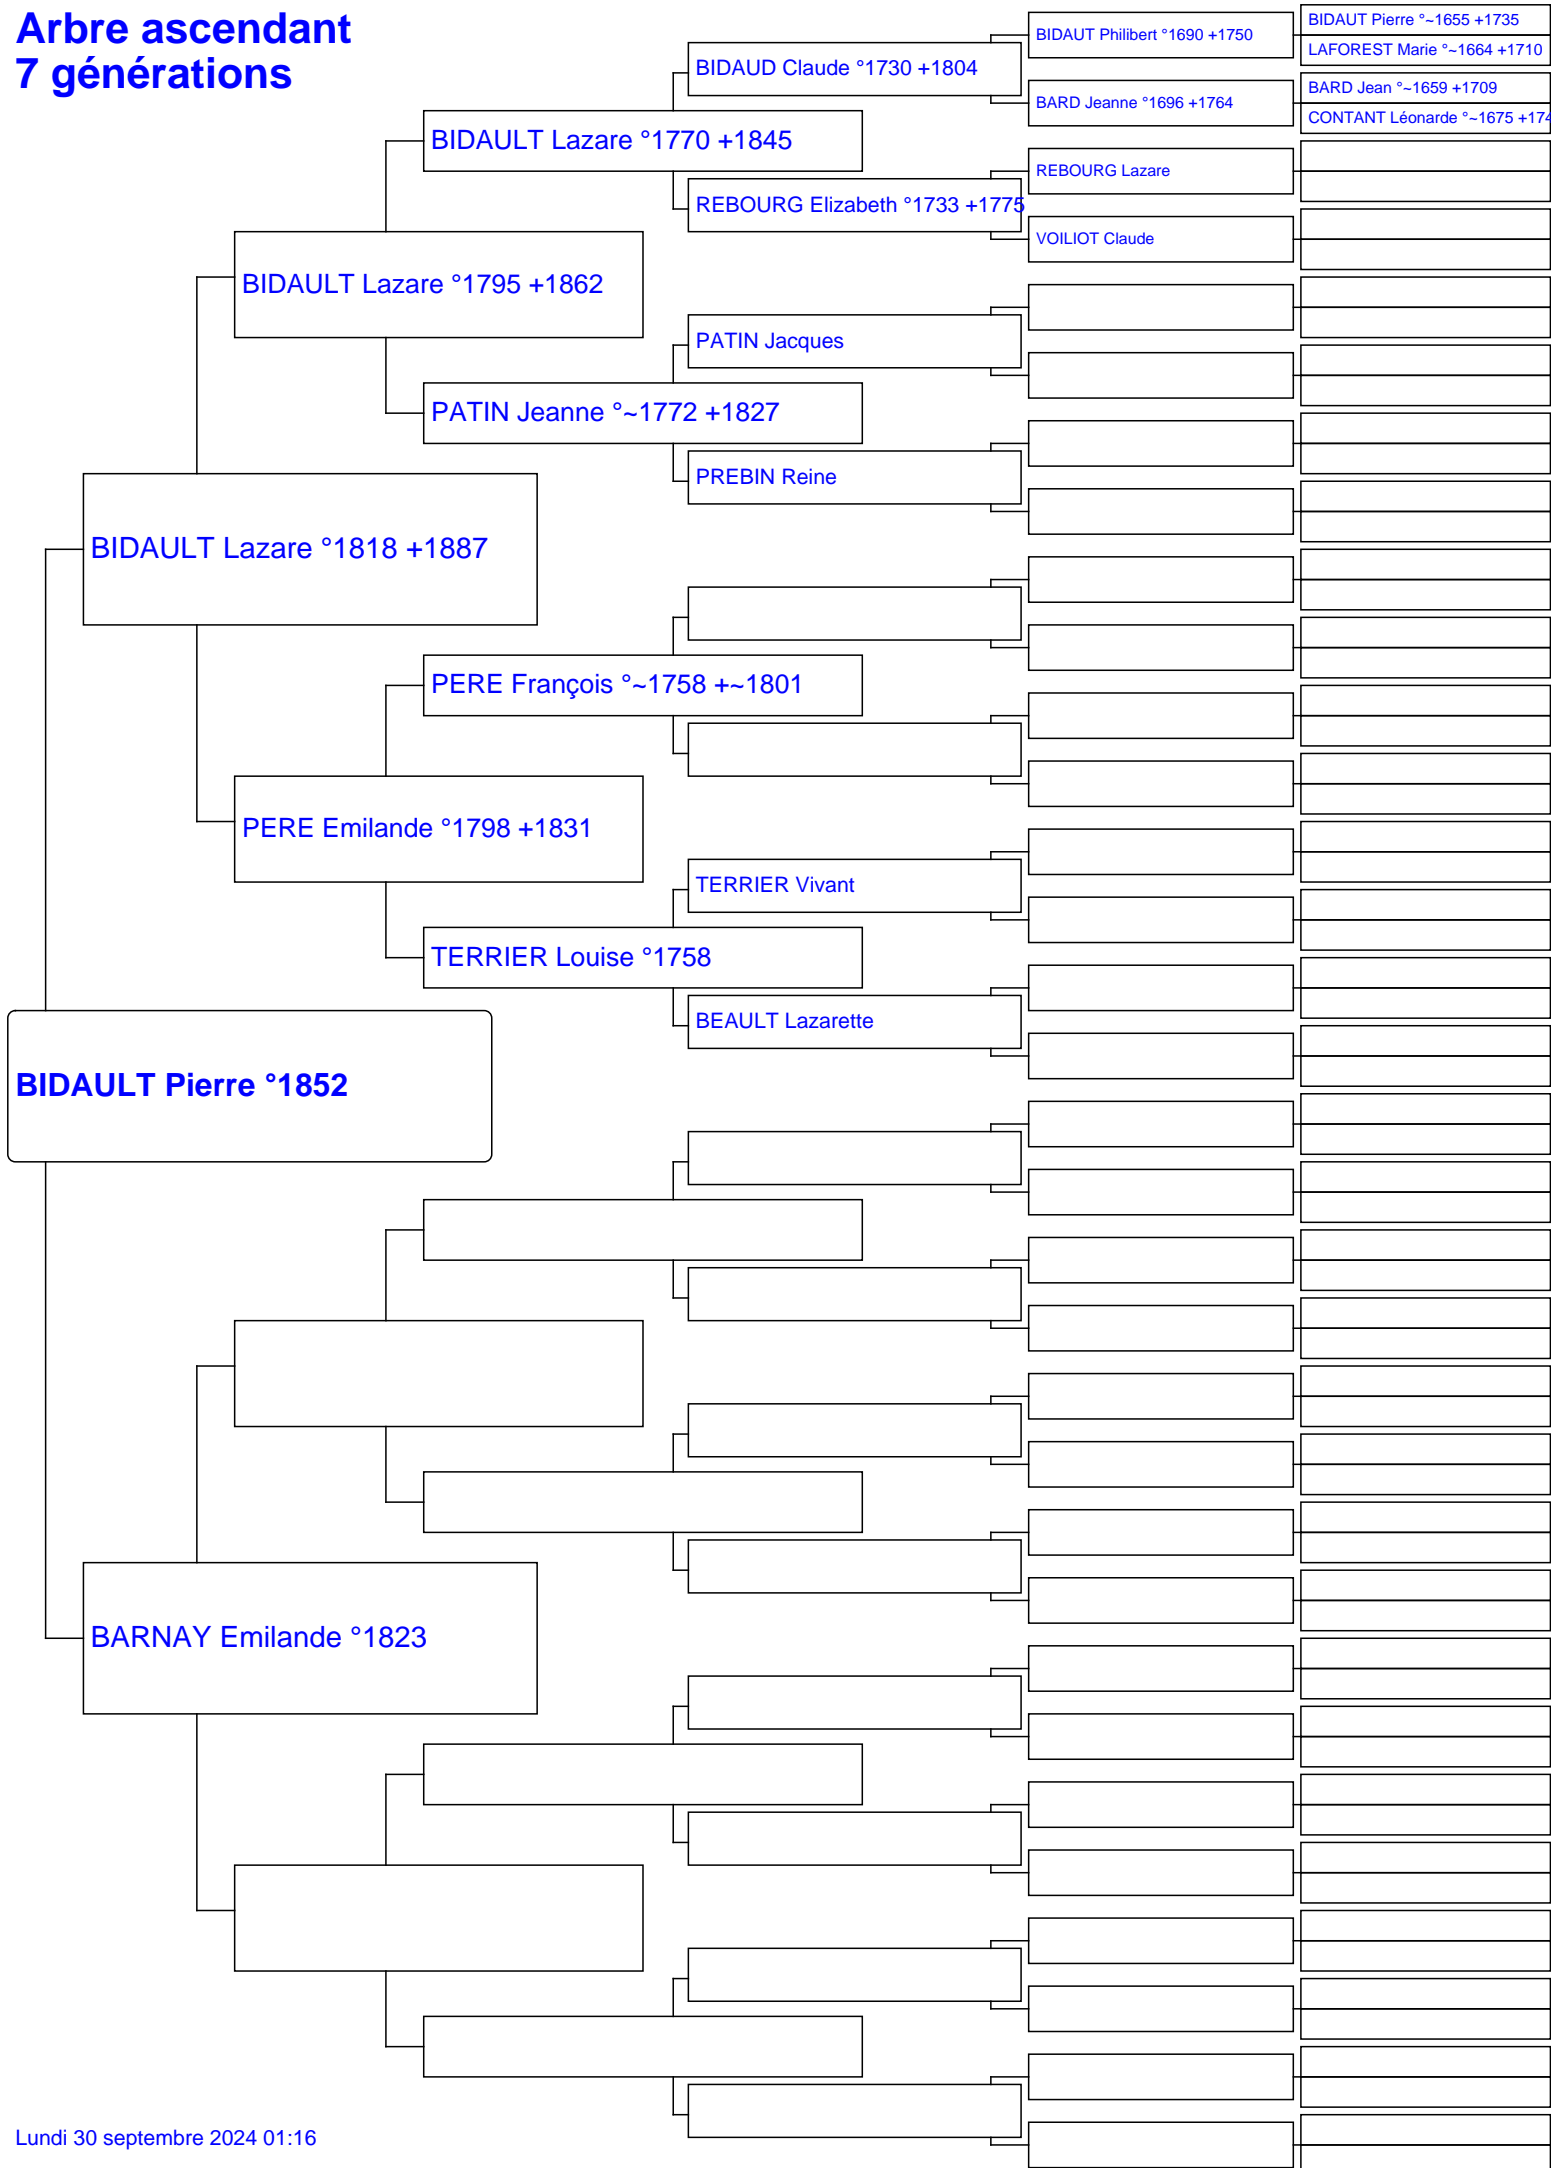 Arbre ascendant
7 générations
BIDAUT Pierre °~1655 +1735
BIDAUT Philibert °1690 +1750
LAFOREST Marie °~1664 +1710
BIDAUD Claude °1730 +1804
BARD Jean °~1659 +1709
BARD Jeanne °1696 +1764
CONTANT Léonarde °~1675 +174
BIDAULT Lazare °1770 +1845
REBOURG Lazare
REBOURG Elizabeth °1733 +1775
VOILIOT Claude
BIDAULT Lazare °1795 +1862
PATIN Jacques
PATIN Jeanne °~1772 +1827
PREBIN Reine
BIDAULT Lazare °1818 +1887
PERE François °~1758 +~1801
PERE Emilande °1798 +1831
TERRIER Vivant
TERRIER Louise °1758
BEAULT Lazarette
BIDAULT Pierre °1852
BARNAY Emilande °1823
Lundi 30 septembre 2024 01:16